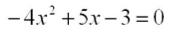 −4x² + 5x − 3 = 0